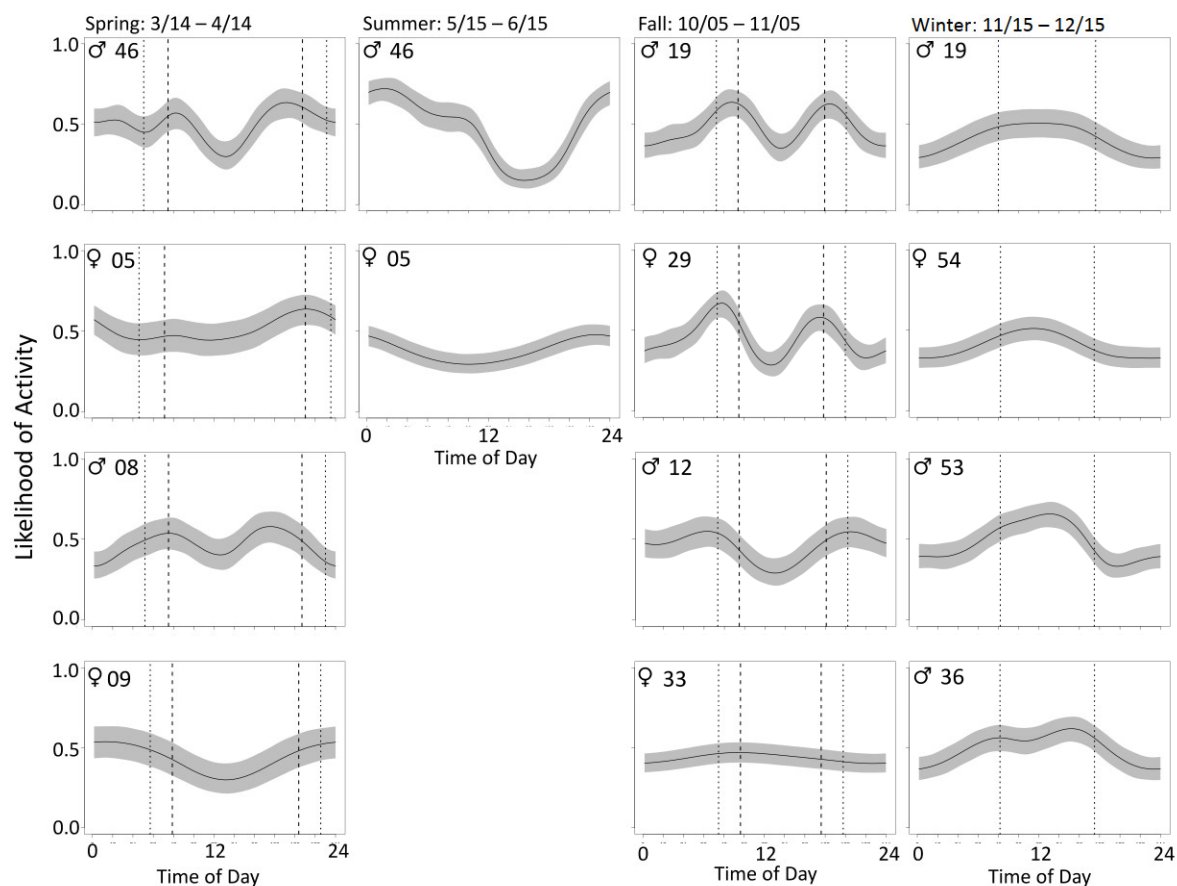 Spring: 3/14 – 4/14 Summer: 5/15 – 6/15 Fall: 10/05 – 11/05 Winter: 11/15 – 12/15
1.0 ♂ 46 ♂ 46 ♂ 19 ♂ 19
0.5
0.0
1.0 ♀ 05 ♀ 05 ♀ 29 ♀ 54
0.5
0.0
0 12 24
Time of Day
Likelihood of Activity
1.0 ♂ 08 ♂ 12 ♂ 53
0.5
0.0
1.0 ♀ 09 ♀ 33 ♂ 36
0.5
0.0
0 12 24 0 12 24 0 12 24
Time of Day Time of Day Time of Day